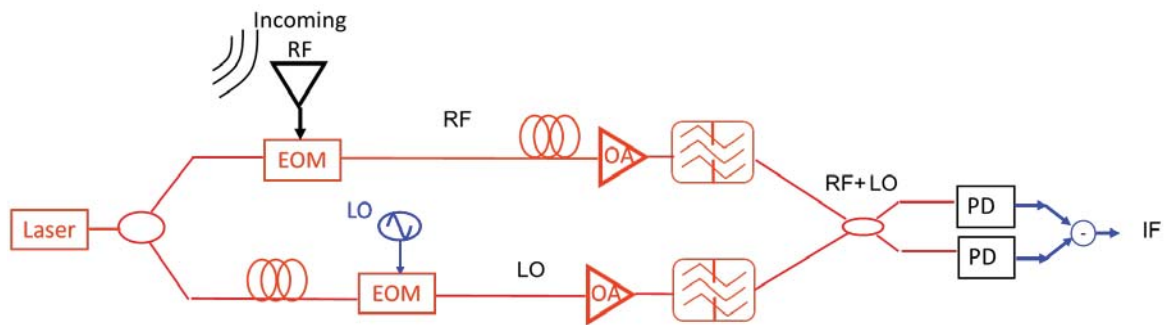 Incoming
RF
RF
EOM
OA
RF+LO
PD
Laser
LO
PD
-
IF
EOM
LO
OA